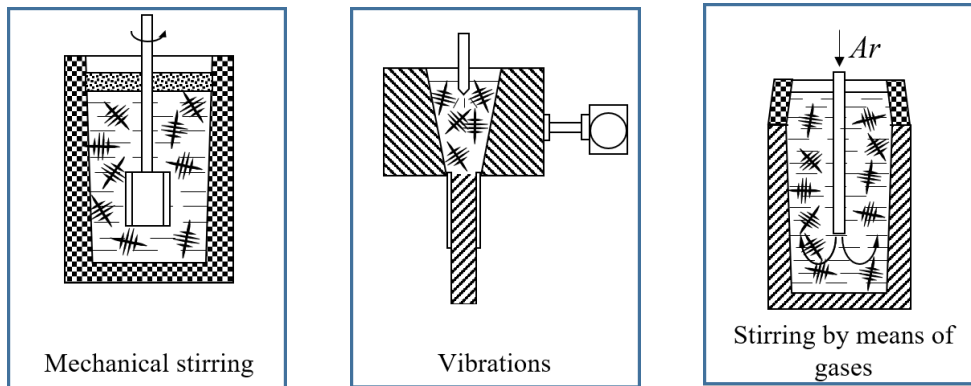 Ar
Mechanical stirring
Vibrations
Stirring by means of
gases